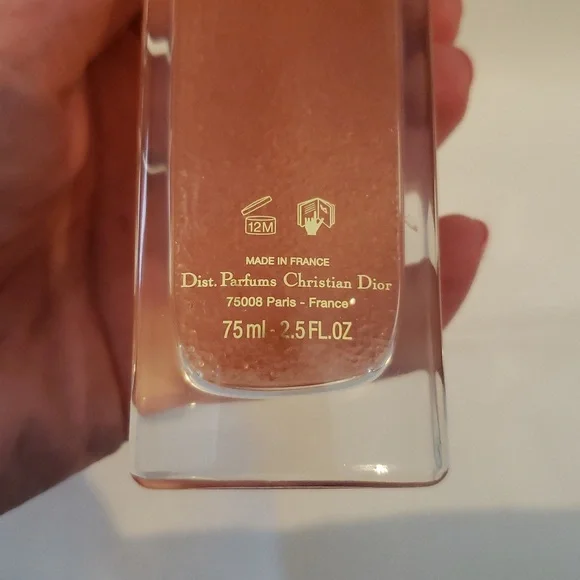 12M
MADE IN FRANCE
Dist. Parfums Christian Dior
75008 Paris - France
75 ml - 2.5 FL.OZ